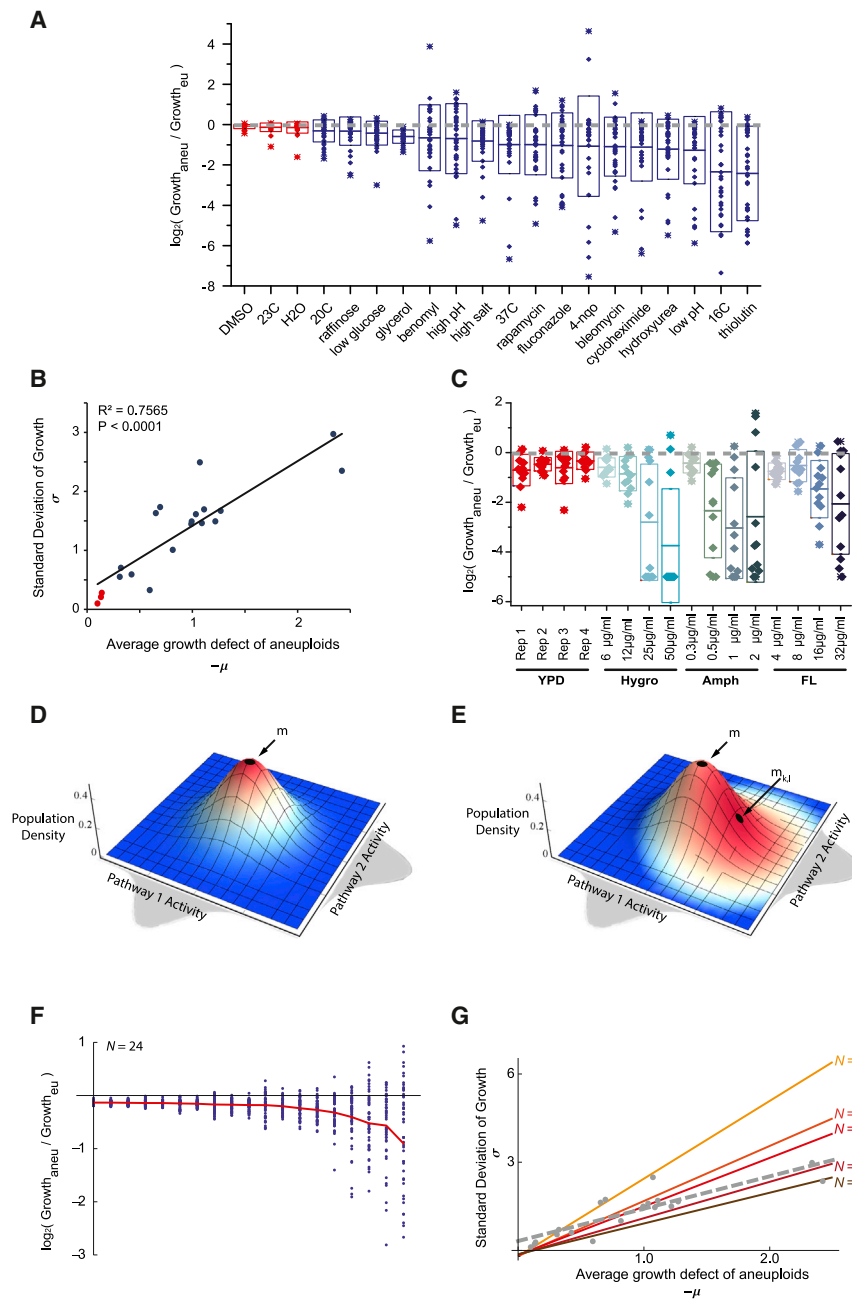 A
log2( Growthaneu / Growtheu )
4
2
0
-2
-4
-6
-8
DMSO
23C
H2O
20C
raffinose
low glucose
glycerol
benomyl
high pH
high salt
37C
rapamycin
fluconazole
4-nqo
bleomycin
cycloheximide
hydroxyurea
low pH
16C
thiolutin
B
R² = 0.7565
P < 0.0001
Standard Deviation of Growth
σ
3
2
1
0
0 1 2
Average growth defect of aneuploids
−μ
C
log2( Growthaneu / Growtheu )
2
0
-2
-4
-6
Rep 1
Rep 2
Rep 3
Rep 4
6 μg/ml
12μg/ml
25μg/ml
50μg/ml
0.3μg/ml
0.5μg/ml
1 μg/ml
2 μg/ml
4 μg/ml
8 μg/ml
16μg/ml
32μg/ml
YPD Hygro Amph FL
D
m
Population
Density
0.4
0.2
0
Pathway 1 Activity
Pathway 2 Activity
E
m
mk,l
Population
Density
0.4
0.2
0
Pathway 1 Activity
Pathway 2 Activity
F
N = 24
log2( Growthaneu / Growtheu )
1
0
−1
−2
−3
G
Standard Deviation of Growth
σ
6
3
N=
N=
N=
N=
N=
1.0 2.0
Average growth defect of aneuploids
−μ